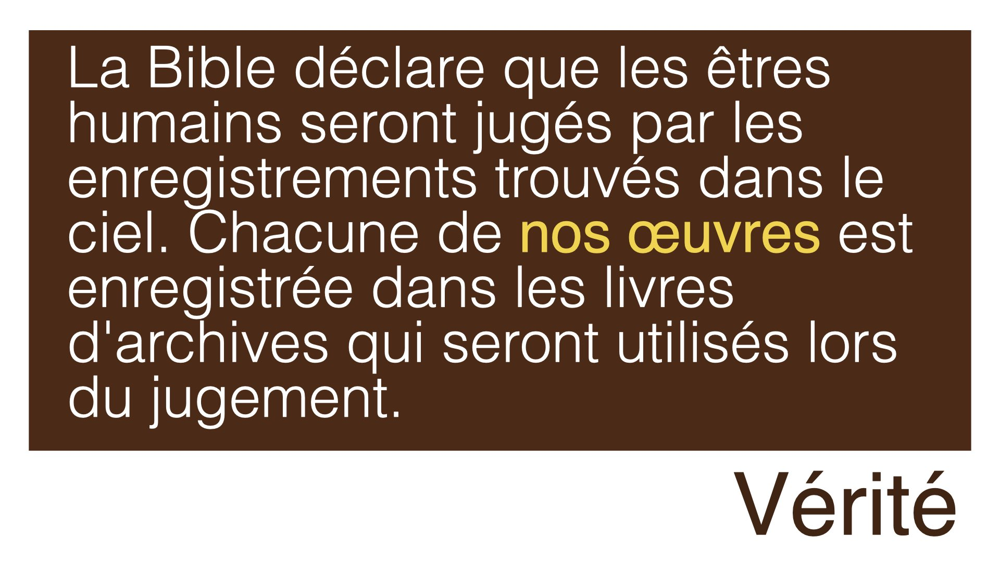 La Bible déclare que les êtres
humains seront jugés par les
enregistrements trouvés dans le
ciel. Chacune de nos œuvres est
enregistrée dans les livres
d'archives qui seront utilisés lors
du jugement.
Vérité